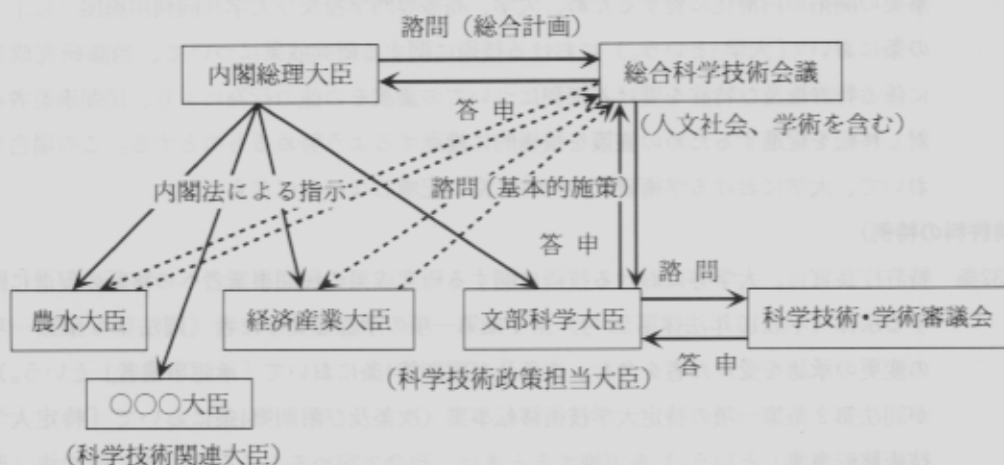 諮問（総合計画）
内閣総理大臣
総合科学技術会議
答 申
（人文社会、学術を含む）
内閣法による指示
諮問（基本的施策）
答 申
諮 問
農水大臣
経済産業大臣
文部科学大臣
科学技術・学術審議会
答 申
（科学技術政策担当大臣）
〇〇〇大臣
（科学技術関連大臣）